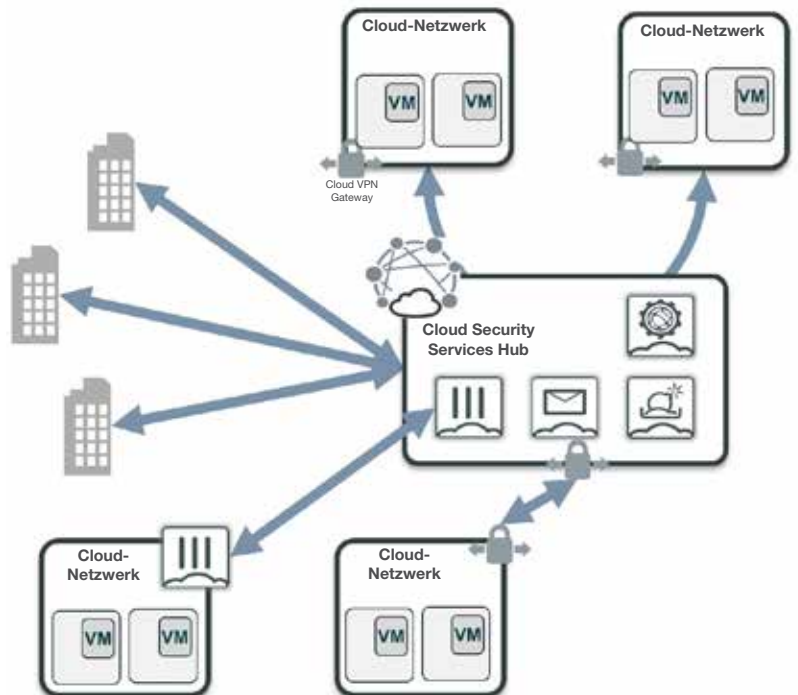 Cloud-Netzwerk
VM
VM
Cloud-Netzwerk
VM
VM
Cloud VPN
Gateway
Cloud Security
Services Hub
Cloud-
Netzwerk
VM
VM
Cloud-
Netzwerk
VM
VM